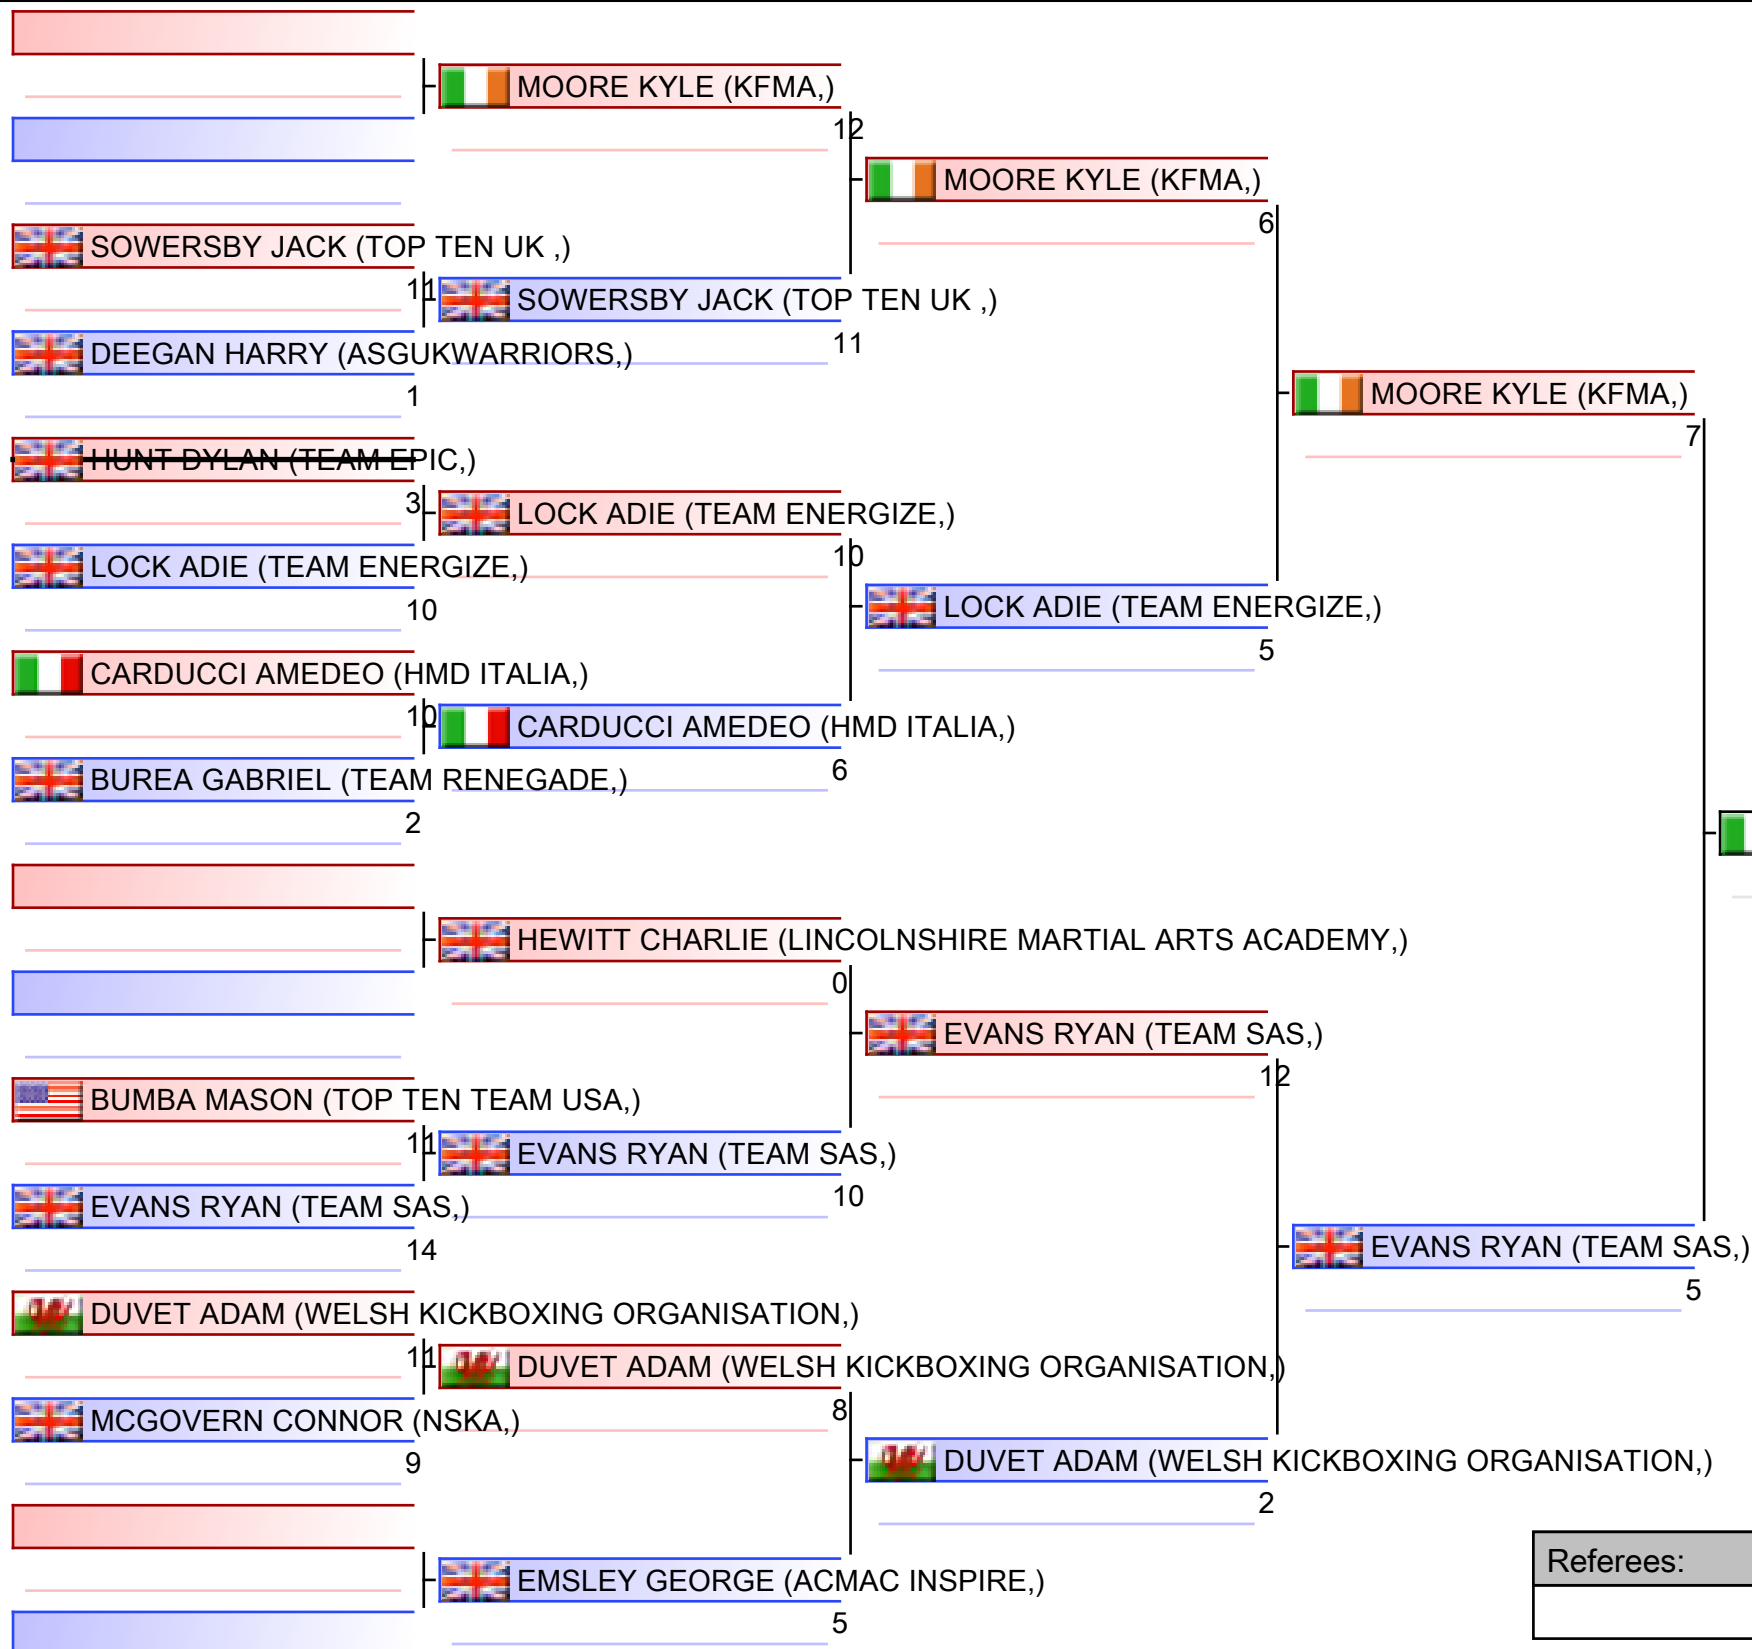 MOORE KYLE (KFMA,)
12
MOORE KYLE (KFMA,)
6
SOWERSBY JACK (TOP TEN UK ,)
11
SOWERSBY JACK (TOP TEN UK ,)
11
DEEGAN HARRY (ASGUKWARRIORS,)
1
MOORE KYLE (KFMA,)
7
HUNT DYLAN (TEAM EPIC,)
3
LOCK ADIE (TEAM ENERGIZE,)
10
LOCK ADIE (TEAM ENERGIZE,)
10
LOCK ADIE (TEAM ENERGIZE,)
5
CARDUCCI AMEDEO (HMD ITALIA,)
10
CARDUCCI AMEDEO (HMD ITALIA,)
6
BUREA GABRIEL (TEAM RENEGADE,)
2
HEWITT CHARLIE (LINCOLNSHIRE MARTIAL ARTS ACADEMY,)
0
EVANS RYAN (TEAM SAS,)
12
BUMBA MASON (TOP TEN TEAM USA,)
11
EVANS RYAN (TEAM SAS,)
10
EVANS RYAN (TEAM SAS,)
14
EVANS RYAN (TEAM SAS,)
5
DUVET ADAM (WELSH KICKBOXING ORGANISATION,)
11
DUVET ADAM (WELSH KICKBOXING ORGANISATION,)
8
MCGOVERN CONNOR (NSKA,)
9
DUVET ADAM (WELSH KICKBOXING ORGANISATION,)
2
EMSLEY GEORGE (ACMAC INSPIRE,)
5
Referees: